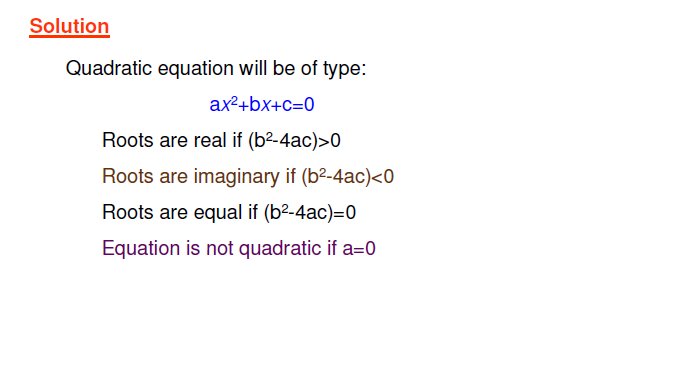 Solution
Quadratic equation will be of type:
ax²+bx+c=0
Roots are real if (b²-4ac)>0
Roots are imaginary if (b²-4ac)<0
Roots are equal if (b²-4ac)=0
Equation is not quadratic if a=0